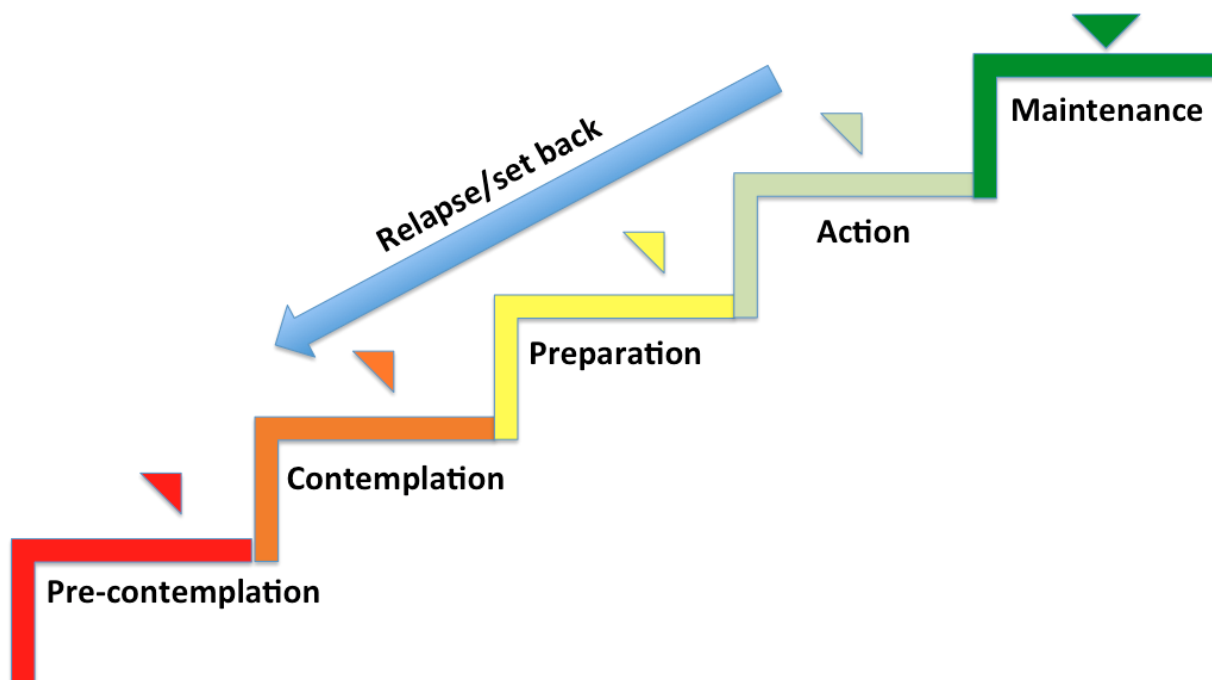 Maintenance
Relapse/set back
Action
Preparation
Contemplation
Pre-contemplation